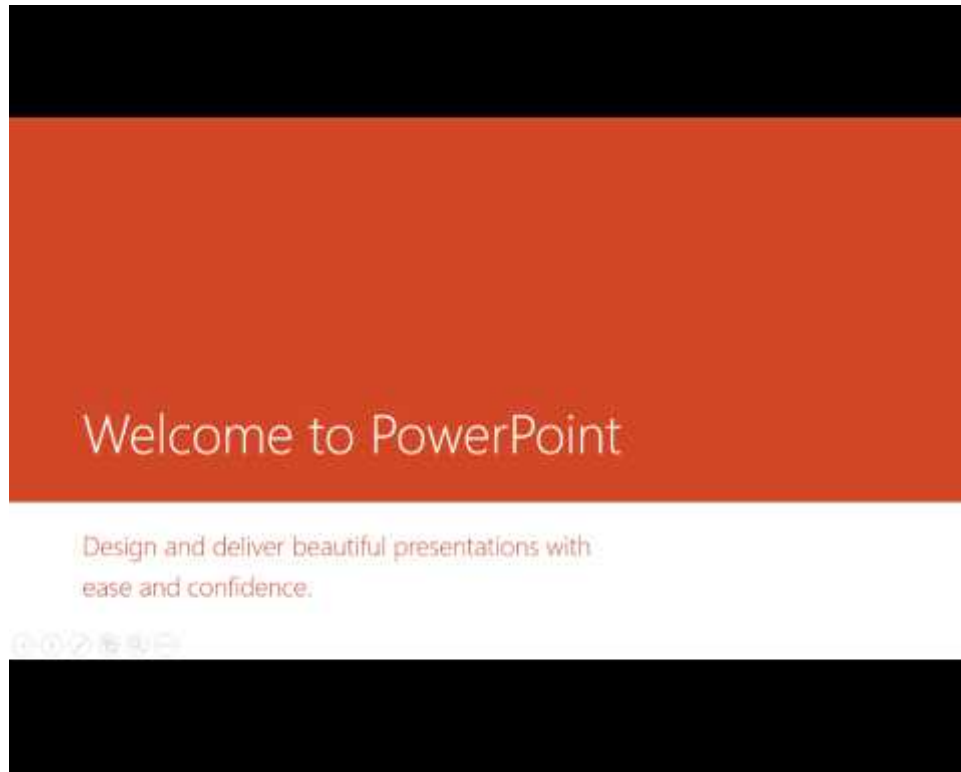 Welcome to PowerPoint
Design and deliver beautiful presentations with
ease and confidence.